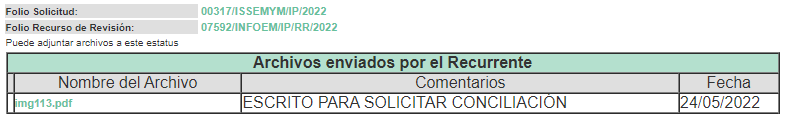 Folio Solicitud: 00317/ISSEMYM/IP/2022
Folio Recurso de Revisión: 07592/INFOEM/IP/RR/2022
Puede adjuntar archivos a este estatus
Archivos enviados por el Recurrente
Nombre del Archivo Comentarios Fecha
img113.pdf ESCRITO PARA SOLICITAR CONCILIACIÓN 24/05/2022